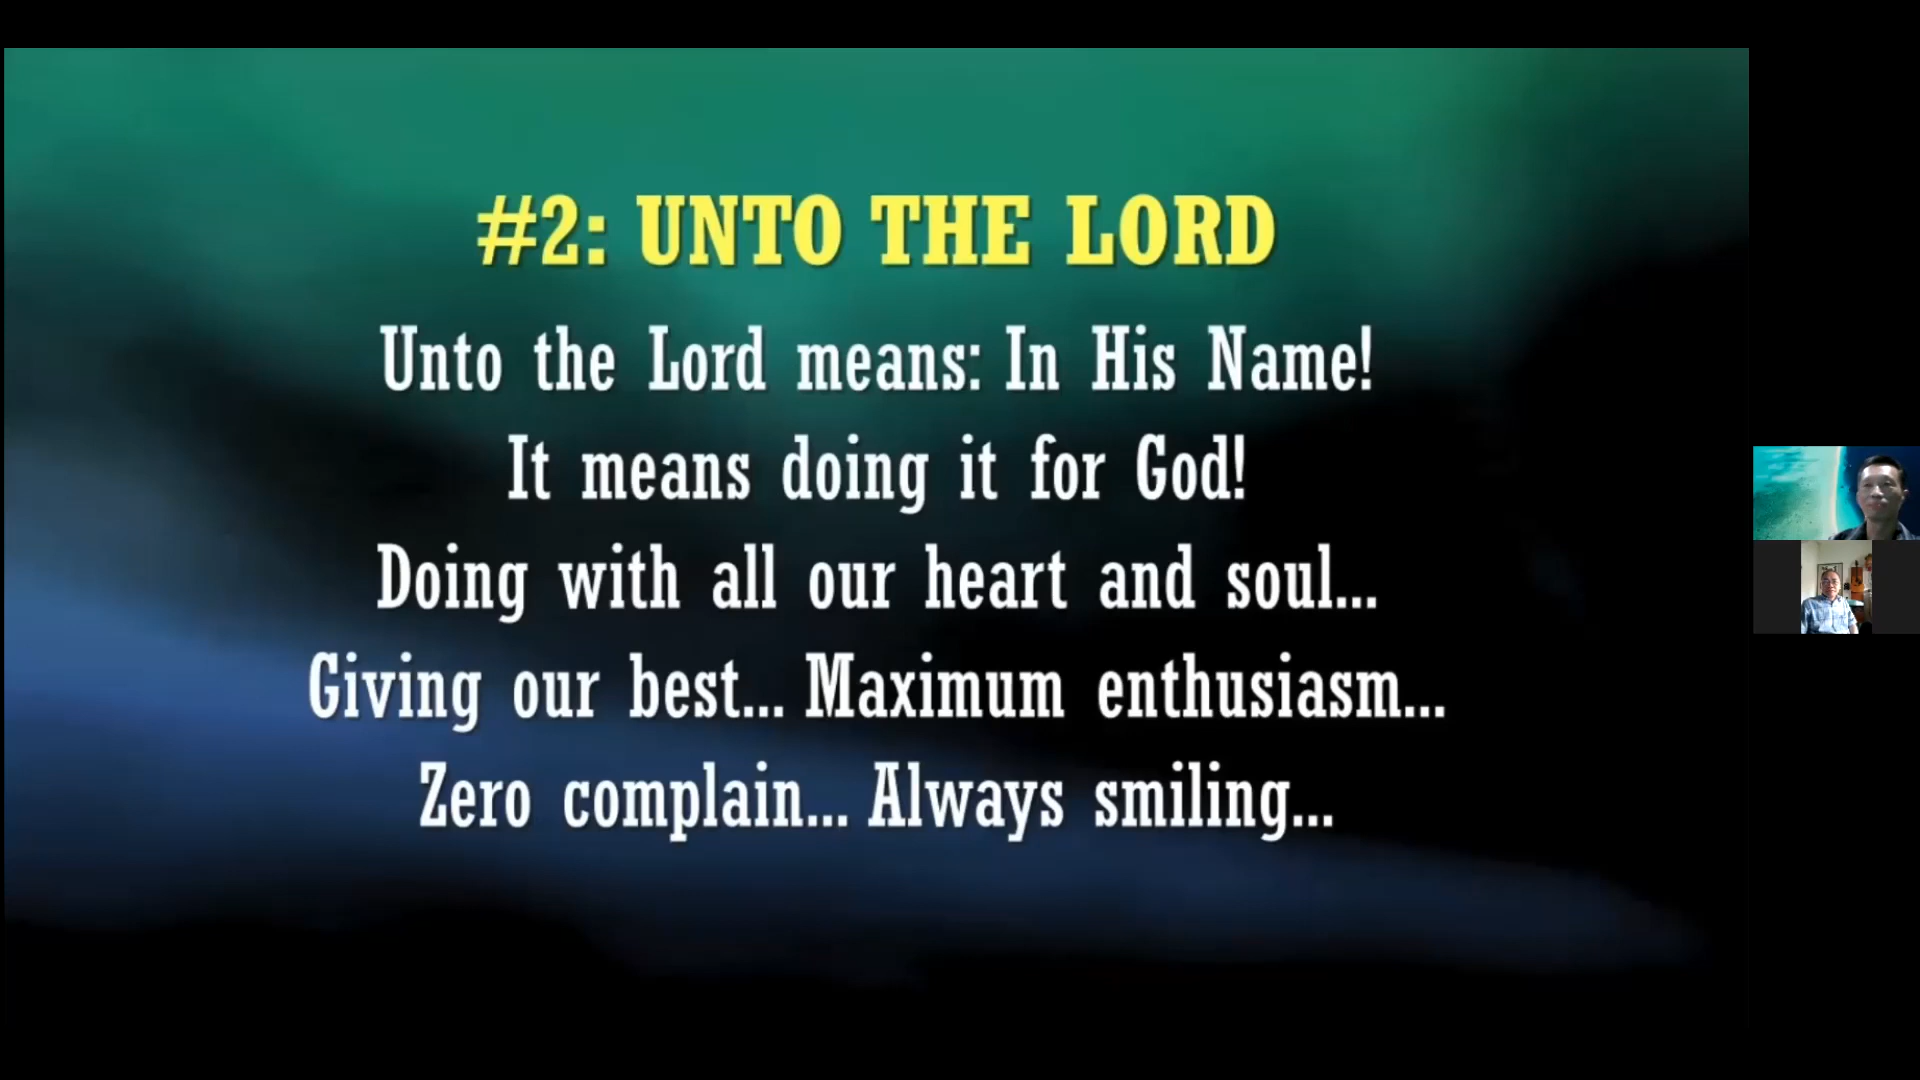 #2: UNTO THE LORD
Unto the Lord means: In His Name!
It means doing it for God!
Doing with all our heart and soul...
Giving our best... Maximum enthusiasm...
Zero complain... Always smiling...